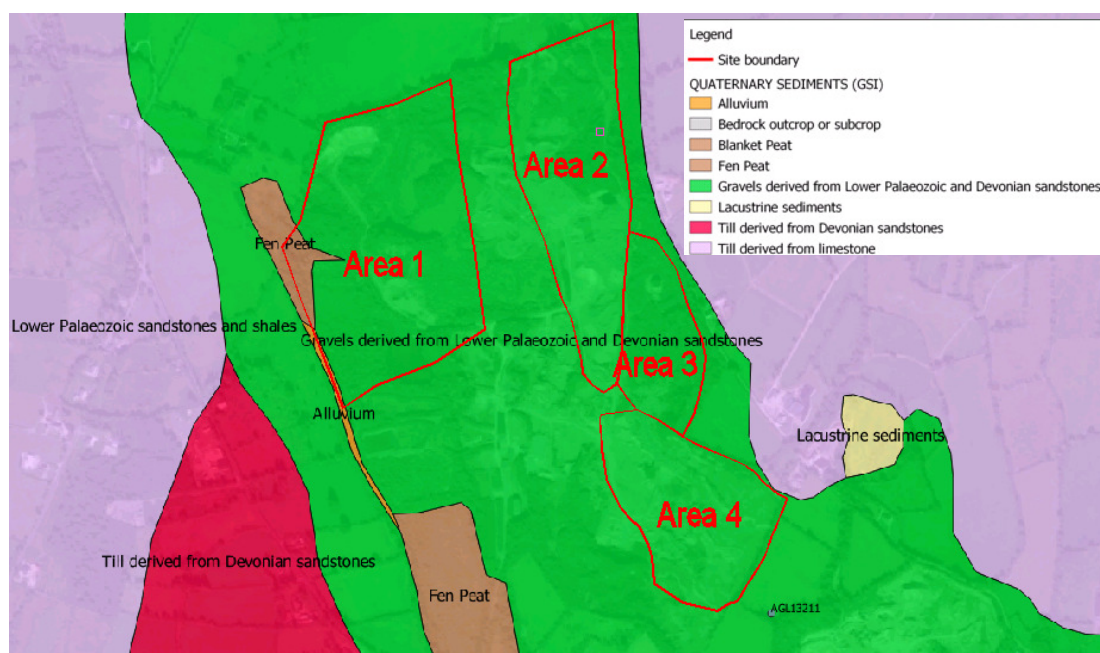 Legend
Site boundary
QUATERNARY SEDIMENTS (GSI)
Alluvium
Bedrock outcrop or subcrop
Blanket Peat
Fen Peat
Gravels derived from Lower Palaeozoic and Devonian sandstones
Lacustrine sediments
Till derived from Devonian sandstones
Till derived from limestone
Area 2
Fen Peat
Area 1
Lower Palaeozoic sandstones and shales
Gravels derived from Lower Palaeozoic and Devonian sandstones
Area 3
Alluvium
Lacustrine sediments
Area 4
Till derived from Devonian sandstones
Fen Peat
AGL13211